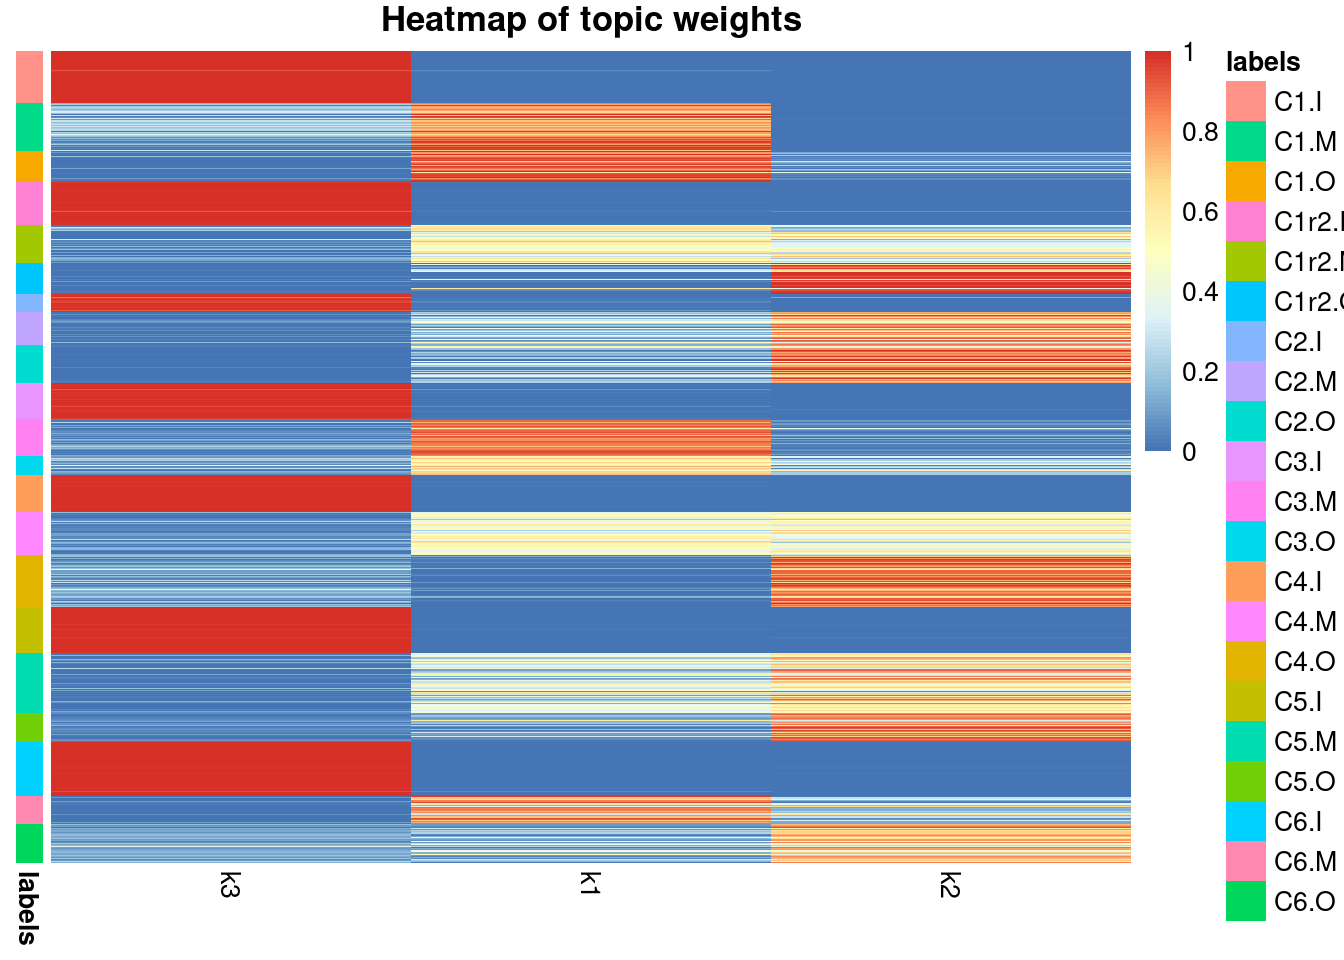 Heatmap of topic weights
1
0.8
0.6
0.4
0.2
0
labels
C1.I
C1.M
C1.O
C1r2.I
C1r2.
C1r2.
C2.I
C2.M
C2.O
C3.I
C3.M
C3.O
C4.I
C4.M
C4.O
C5.I
C5.M
C5.O
C6.I
C6.M
C6.O
k3
k1
k2
labels